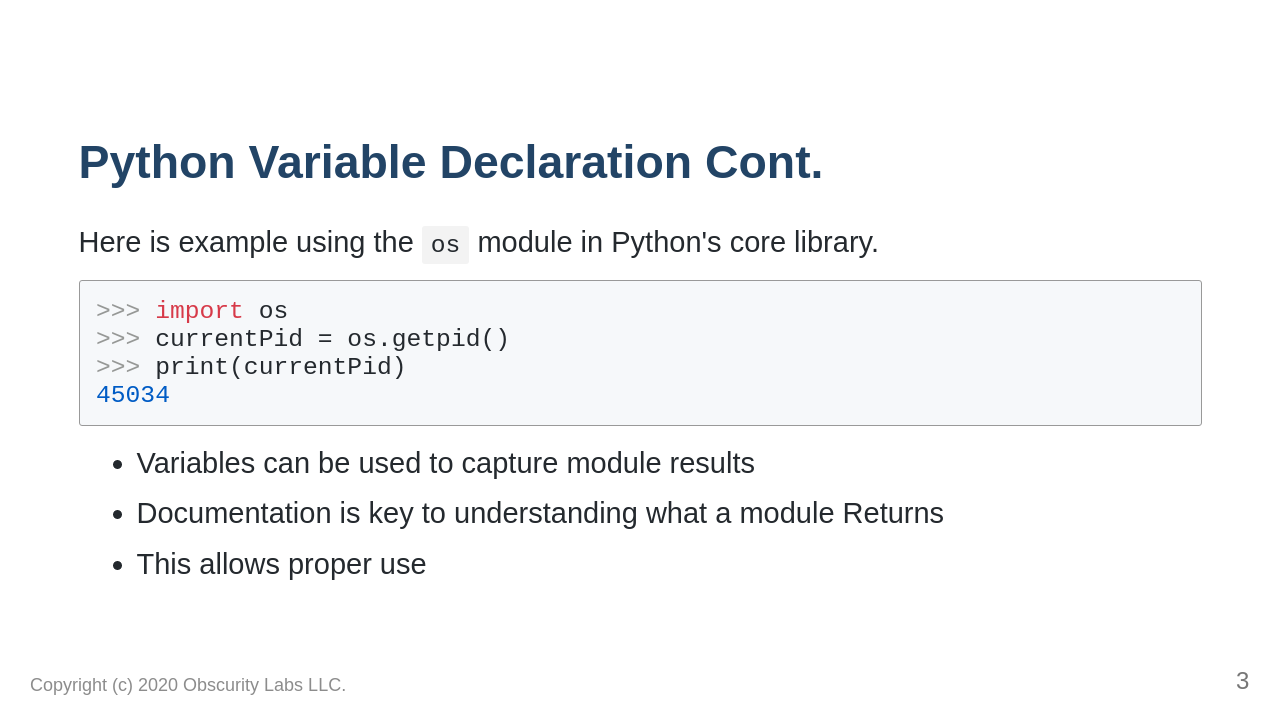 Python Variable Declaration Cont.
Here is example using the os module in Python's core library.
>>> import os
>>> currentPid = os.getpid()
>>> print(currentPid)
45034
• Variables can be used to capture module results
• Documentation is key to understanding what a module Returns
• This allows proper use
Copyright (c) 2020 Obscurity Labs LLC.
3